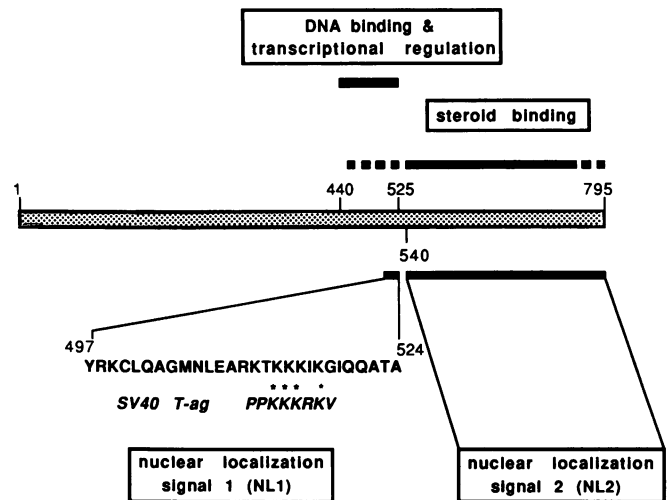 DNA binding &
transcriptional regulation
steroid binding
1 440 525 795
540
497 524
YRKCLQAGMNLEARKTKKKIKGIQQATA
*** *
SV40 T-ag PPKKKRKV
nuclear localization
signal 1 (NL1)
nuclear localization
signal 2 (NL2)